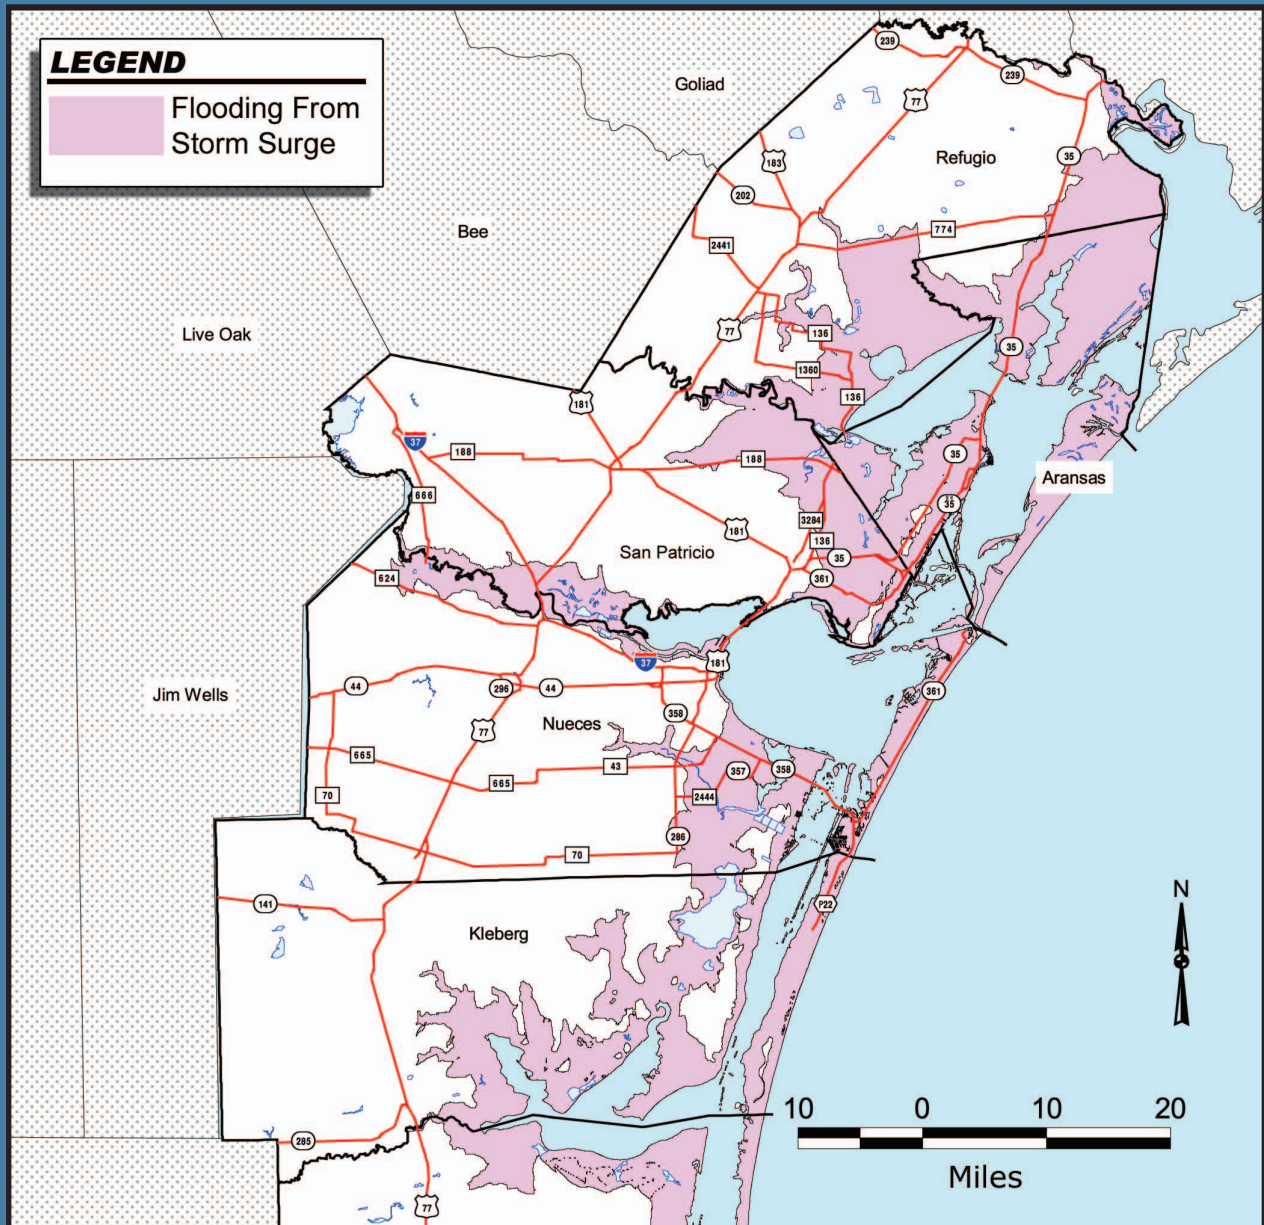 LEGEND
Flooding From
Storm Surge
Goliad
Refugio
Bee
Live Oak
Aransas
San Patricio
Jim Wells
Nueces
Kleberg
239
239
77
183
35
202
774
2441
77
136
35
1360
181
136
37
188
188
35
666
35
3284
181
136
35
624
361
37
181
361
44
296
44
358
77
665
43
357
358
665
70
2444
286
70
141
P22
N
10 0 10 20
Miles
285
77